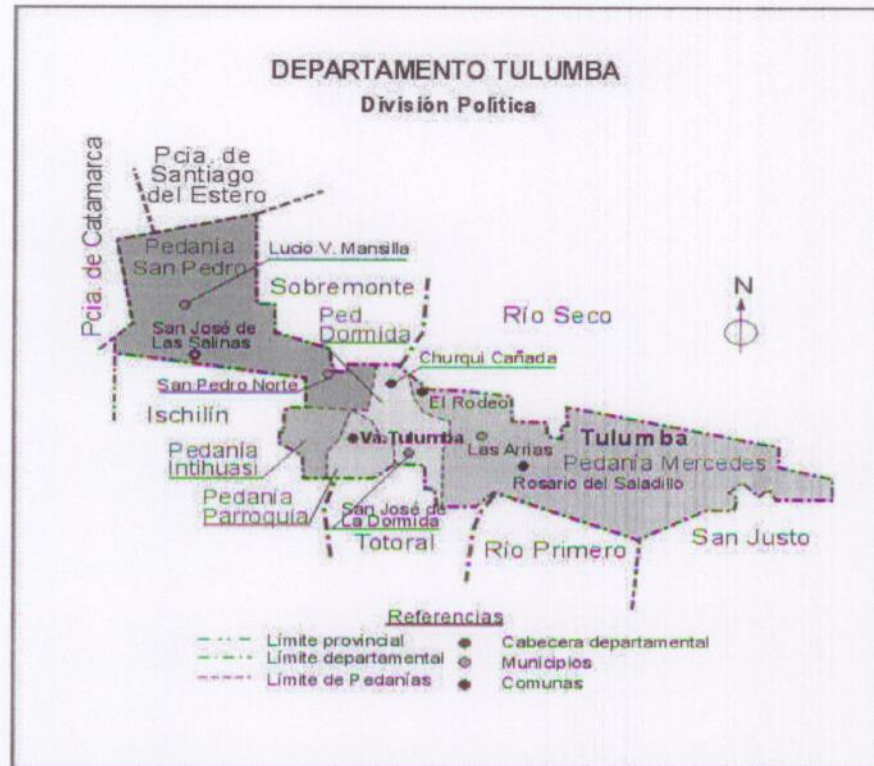 DEPARTAMENTO TULUMBA
División Política
Pcia. de
Santiago
del Estero
Pcia. de Catamarca
Pedanía
San Pedro
Lucio V. Mansilla
Sobremonte
Ped.
Dormida
Río Seco
N
San José de
Las Salinas
Churqui Cañada
San Pedro Norte
El Rodeo
Ischilín
Va. Tulumba
Las Arrias
Tulumba
Pedanía Mercedes
Rosario del Saladillo
Pedanía
Intihuasi
Pedanía
Parroquia
San José de
La Dormida
Totoral
Río Primero
San Justo
Referencias
Límite provincial
Límite departamental
Límite de Pedanías
Cabecera departamental
Municipios
Comunas